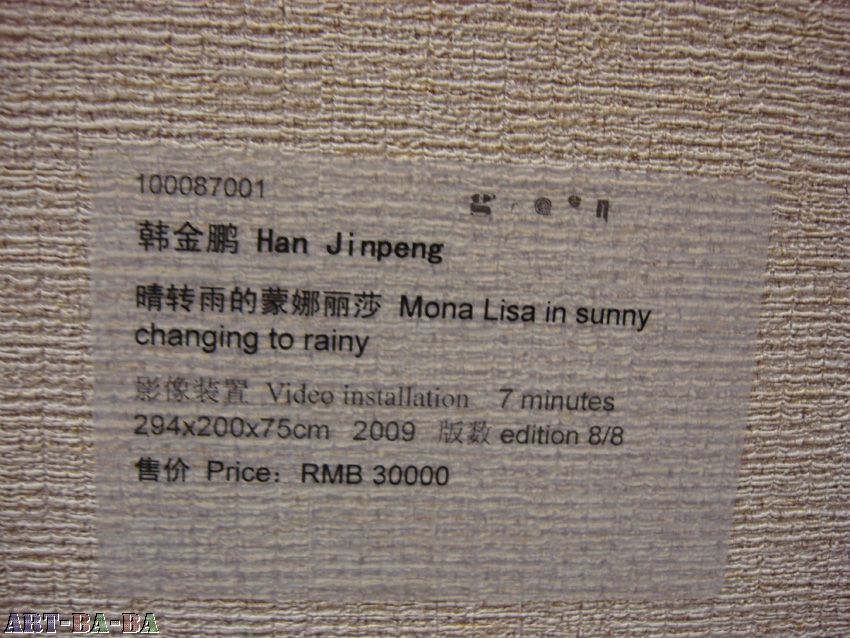 100087001
韩金鹏 Han Jinpeng
晴转雨的蒙娜丽莎 Mona Lisa in sunny
changing to rainy
影像装置 Video installation 7 minutes
294x200x75cm 2009 版数 edition 8/8
售价 Price: RMB 30000
ART-BA-BA